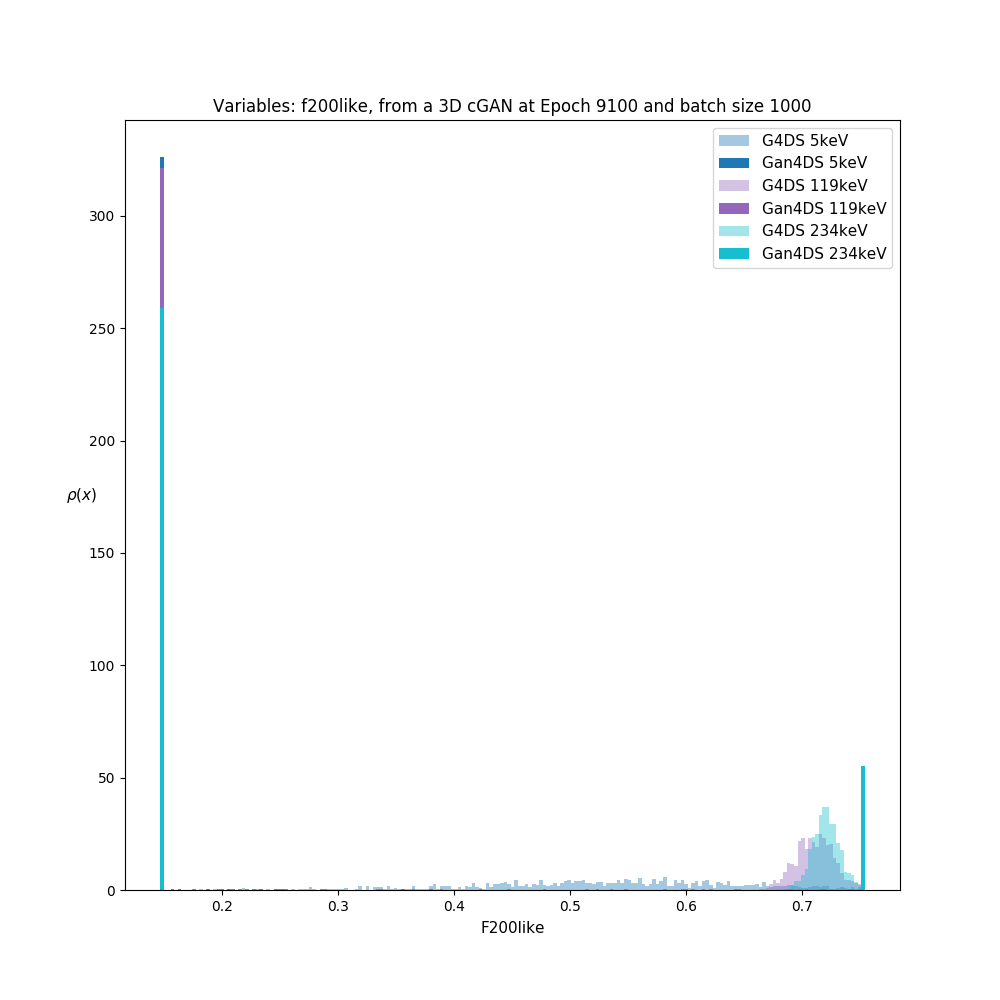 Variables: f200like, from a 3D cGAN at Epoch 9100 and batch size 1000
G4DS 5keV
Gan4DS 5keV
G4DS 119keV
Gan4DS 119keV
G4DS 234keV
Gan4DS 234keV
300
250
200
150
100
50
0
ρ(x)
0.2 0.3 0.4 0.5 0.6 0.7
F200like